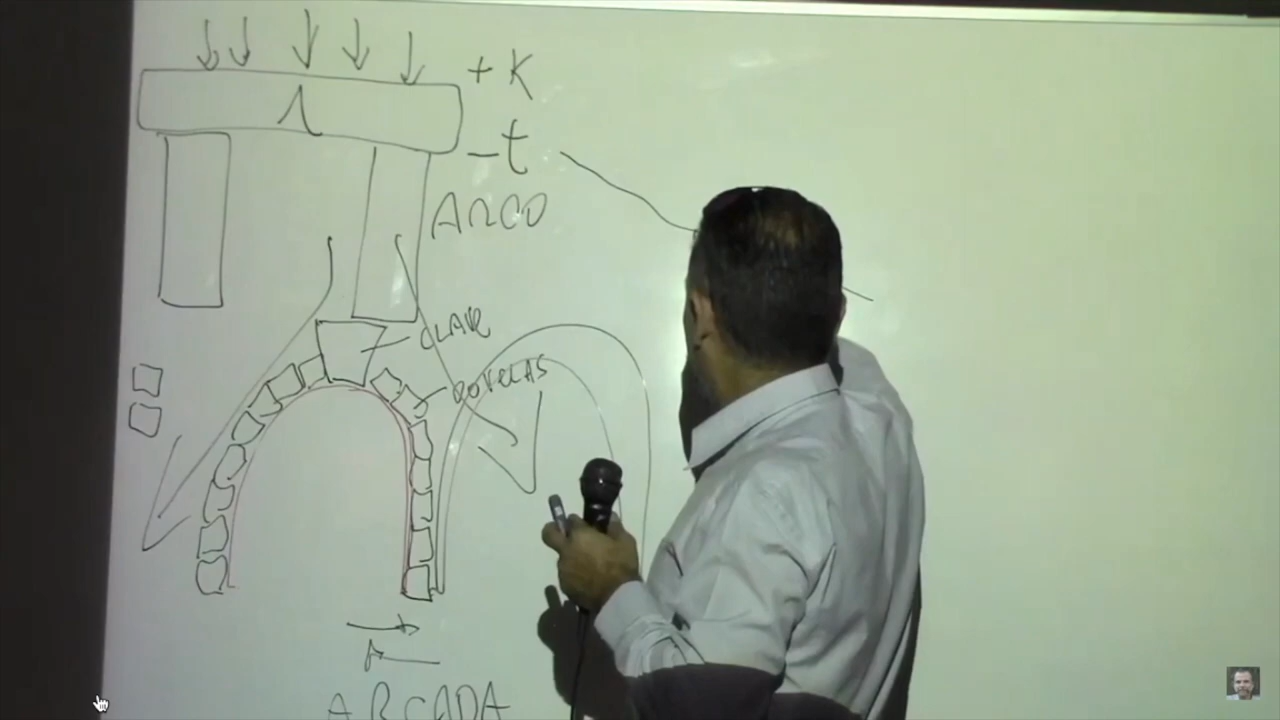 + K
- t
ARCO
CLAVE
DOVELAS
ARCADA